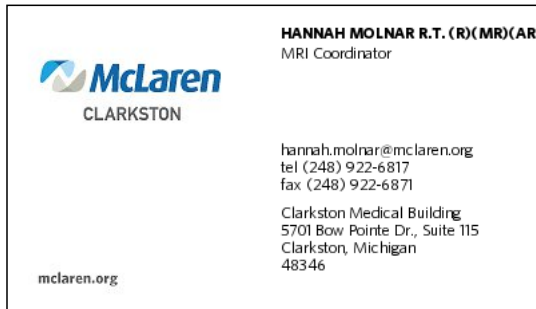 HANNAH MOLNAR R.T. (R)(MR)(AR
MRI Coordinator
McLaren
CLARKSTON
hannah.molnar@mclaren.org
tel (248) 922-6817
fax (248) 922-6871
Clarkston Medical Building
5701 Bow Pointe Dr., Suite 115
Clarkston, Michigan
48346
mclaren.org